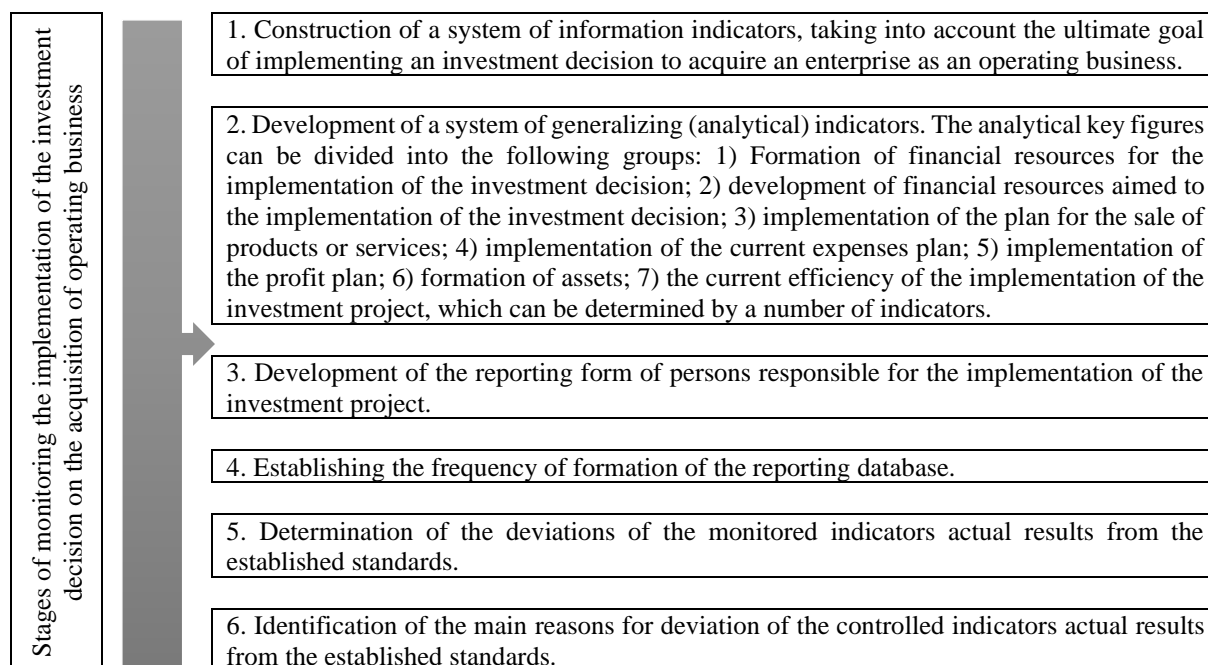 Stages of monitoring the implementation of the investment
decision on the acquisition of operating business
1. Construction of a system of information indicators, taking into account the ultimate goal
of implementing an investment decision to acquire an enterprise as an operating business.
2. Development of a system of generalizing (analytical) indicators. The analytical key figures
can be divided into the following groups: 1) Formation of financial resources for the
implementation of the investment decision; 2) development of financial resources aimed to
the implementation of the investment decision; 3) implementation of the plan for the sale of
products or services; 4) implementation of the current expenses plan; 5) implementation of
the profit plan; 6) formation of assets; 7) the current efficiency of the implementation of the
investment project, which can be determined by a number of indicators.
3. Development of the reporting form of persons responsible for the implementation of the
investment project.
4. Establishing the frequency of formation of the reporting database.
5. Determination of the deviations of the monitored indicators actual results from the
established standards.
6. Identification of the main reasons for deviation of the controlled indicators actual results
from the established standards.